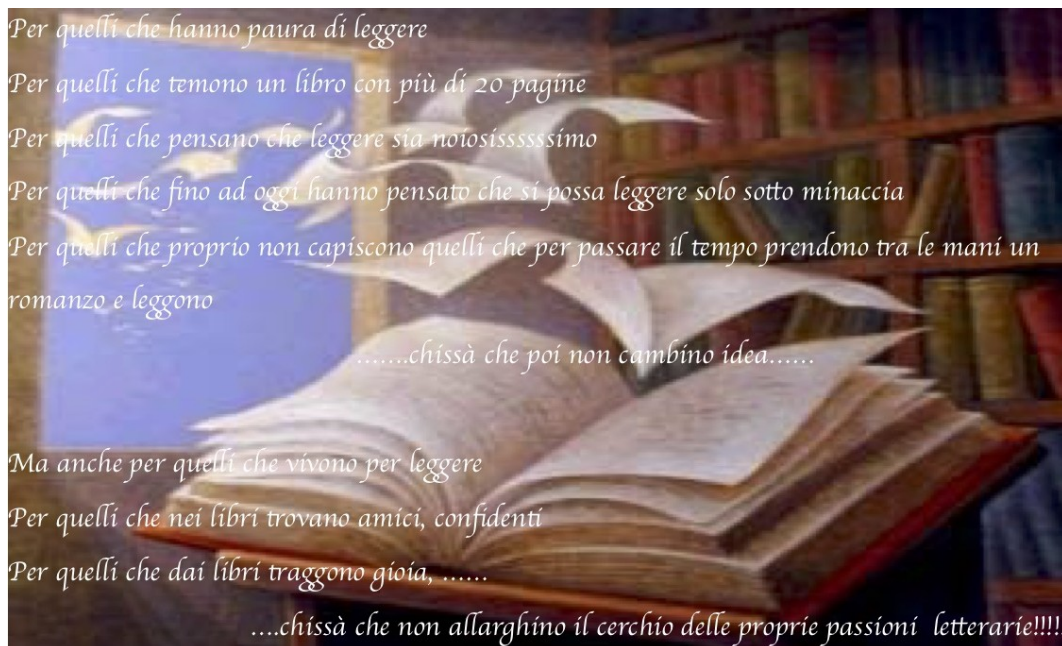 Per quelli che hanno paura di leggere
Per quelli che temono un libro con più di 20 pagine
Per quelli che pensano che leggere sia noiosissssssimo
Per quelli che fino ad oggi hanno pensato che si possa leggere solo sotto minaccia
Per quelli che proprio non capiscono quelli che per passare il tempo prendono tra le mani un
romanzo e leggono
…….chissà che poi non cambino idea……
Ma anche per quelli che vivono per leggere
Per quelli che nei libri trovano amici, confidenti
Per quelli che dai libri traggono gioia, ……
….chissà che non allarghino il cerchio delle proprie passioni letterarie!!!!